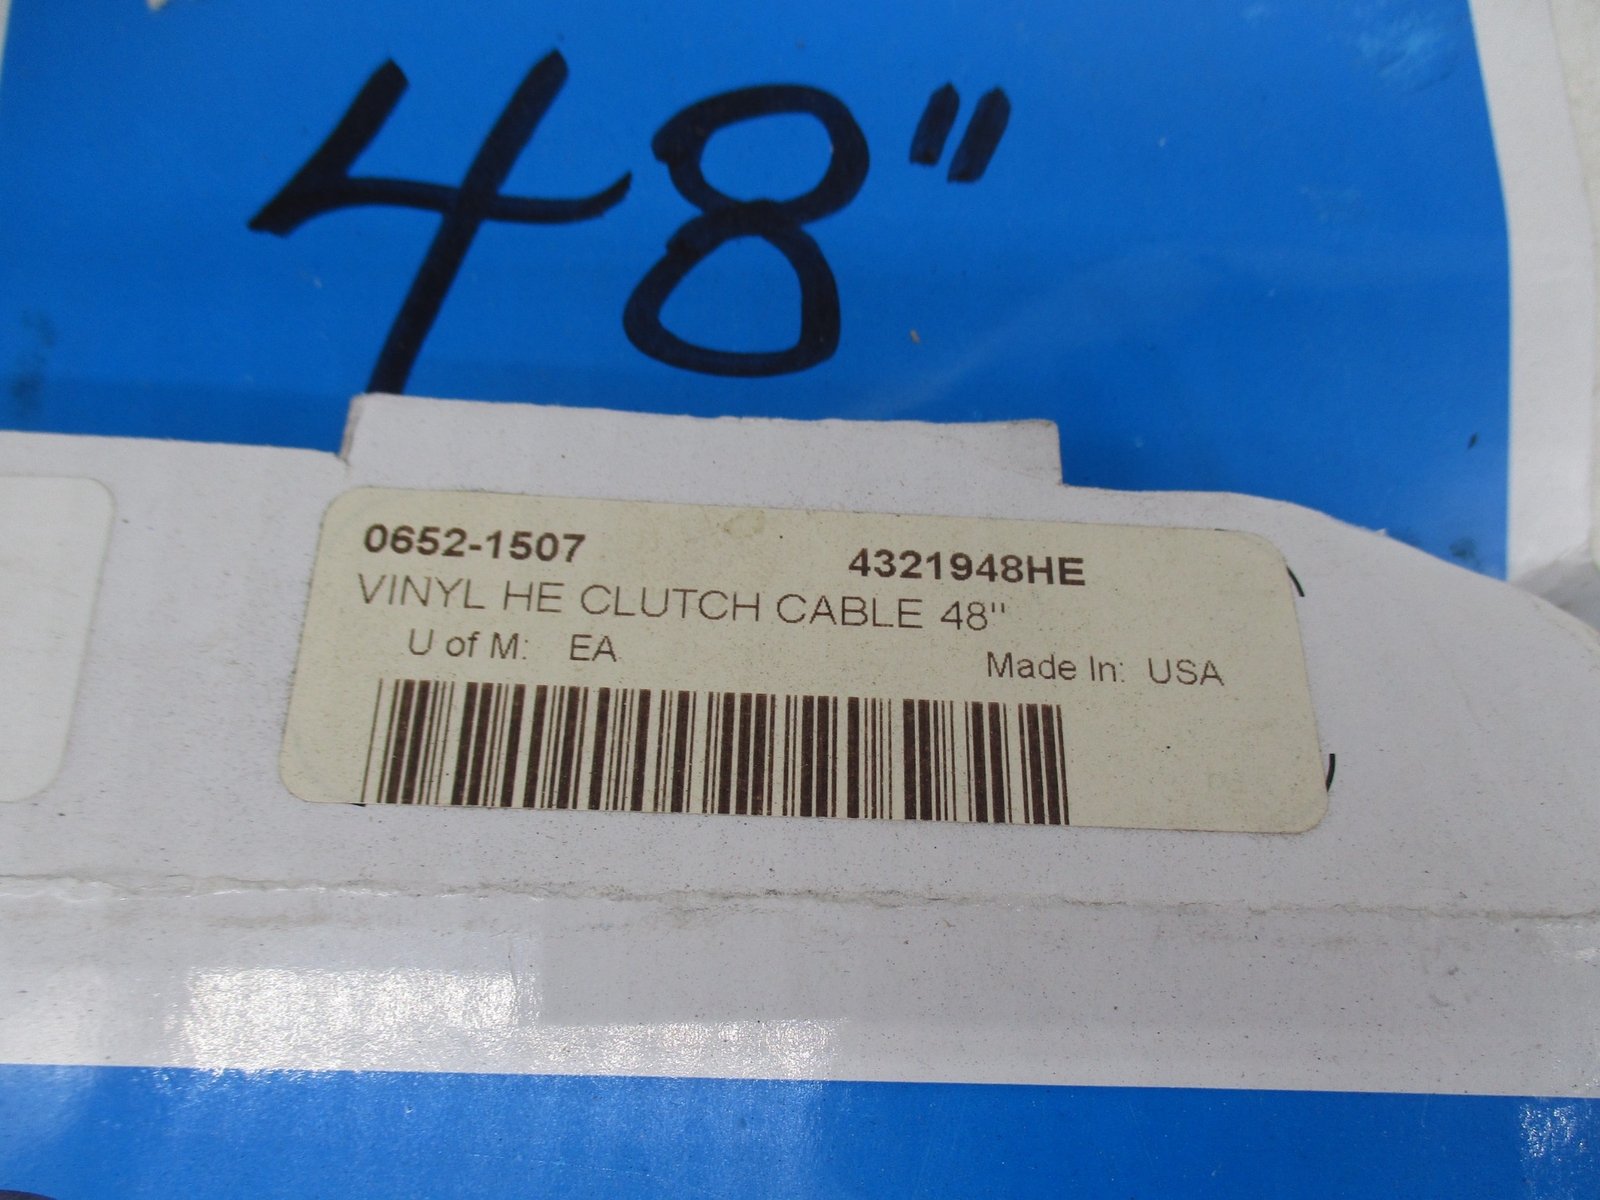 48"
0652-1507 4321948HE
VINYL HE CLUTCH CABLE 48"
U of M: EA
Made In: USA